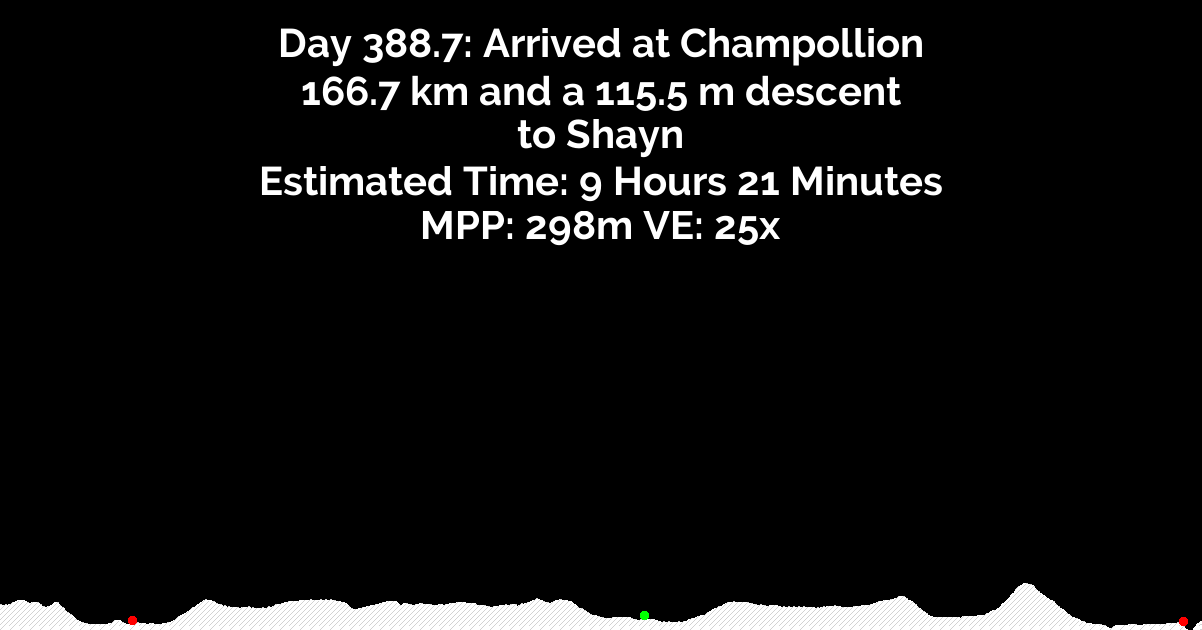 Day 388.7: Arrived at Champollion
166.7 km and a 115.5 m descent
to Shayn
Estimated Time: 9 Hours 21 Minutes
MPP: 298m VE: 25x